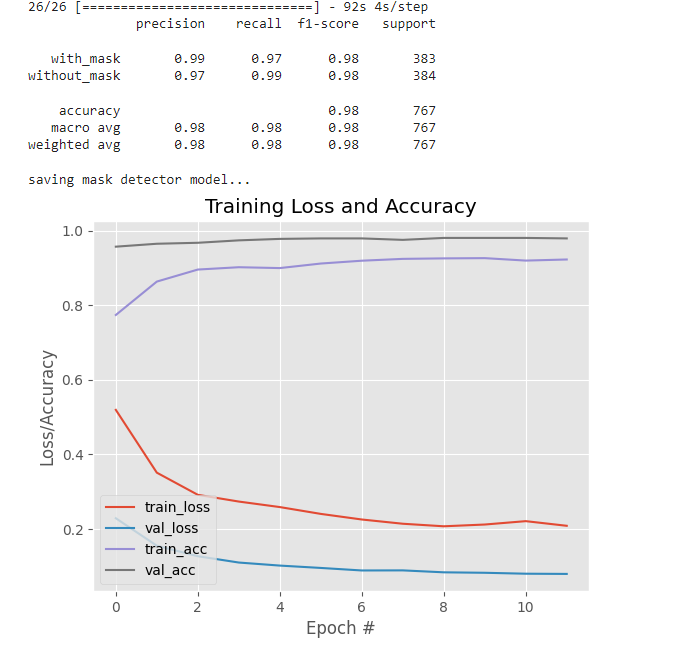 26/26 [==============================] - 92s 4s/step
precision recall f1-score support
with_mask 0.99 0.97 0.98 383
without_mask 0.97 0.99 0.98 384
accuracy 0.98 767
macro avg 0.98 0.98 0.98 767
weighted avg 0.98 0.98 0.98 767
saving mask detector model...
Training Loss and Accuracy
1.0
0.8
0.6
0.4
0.2
Loss/Accuracy
train_loss
val_loss
train_acc
val_acc
0 2 4 6 8 10
Epoch #